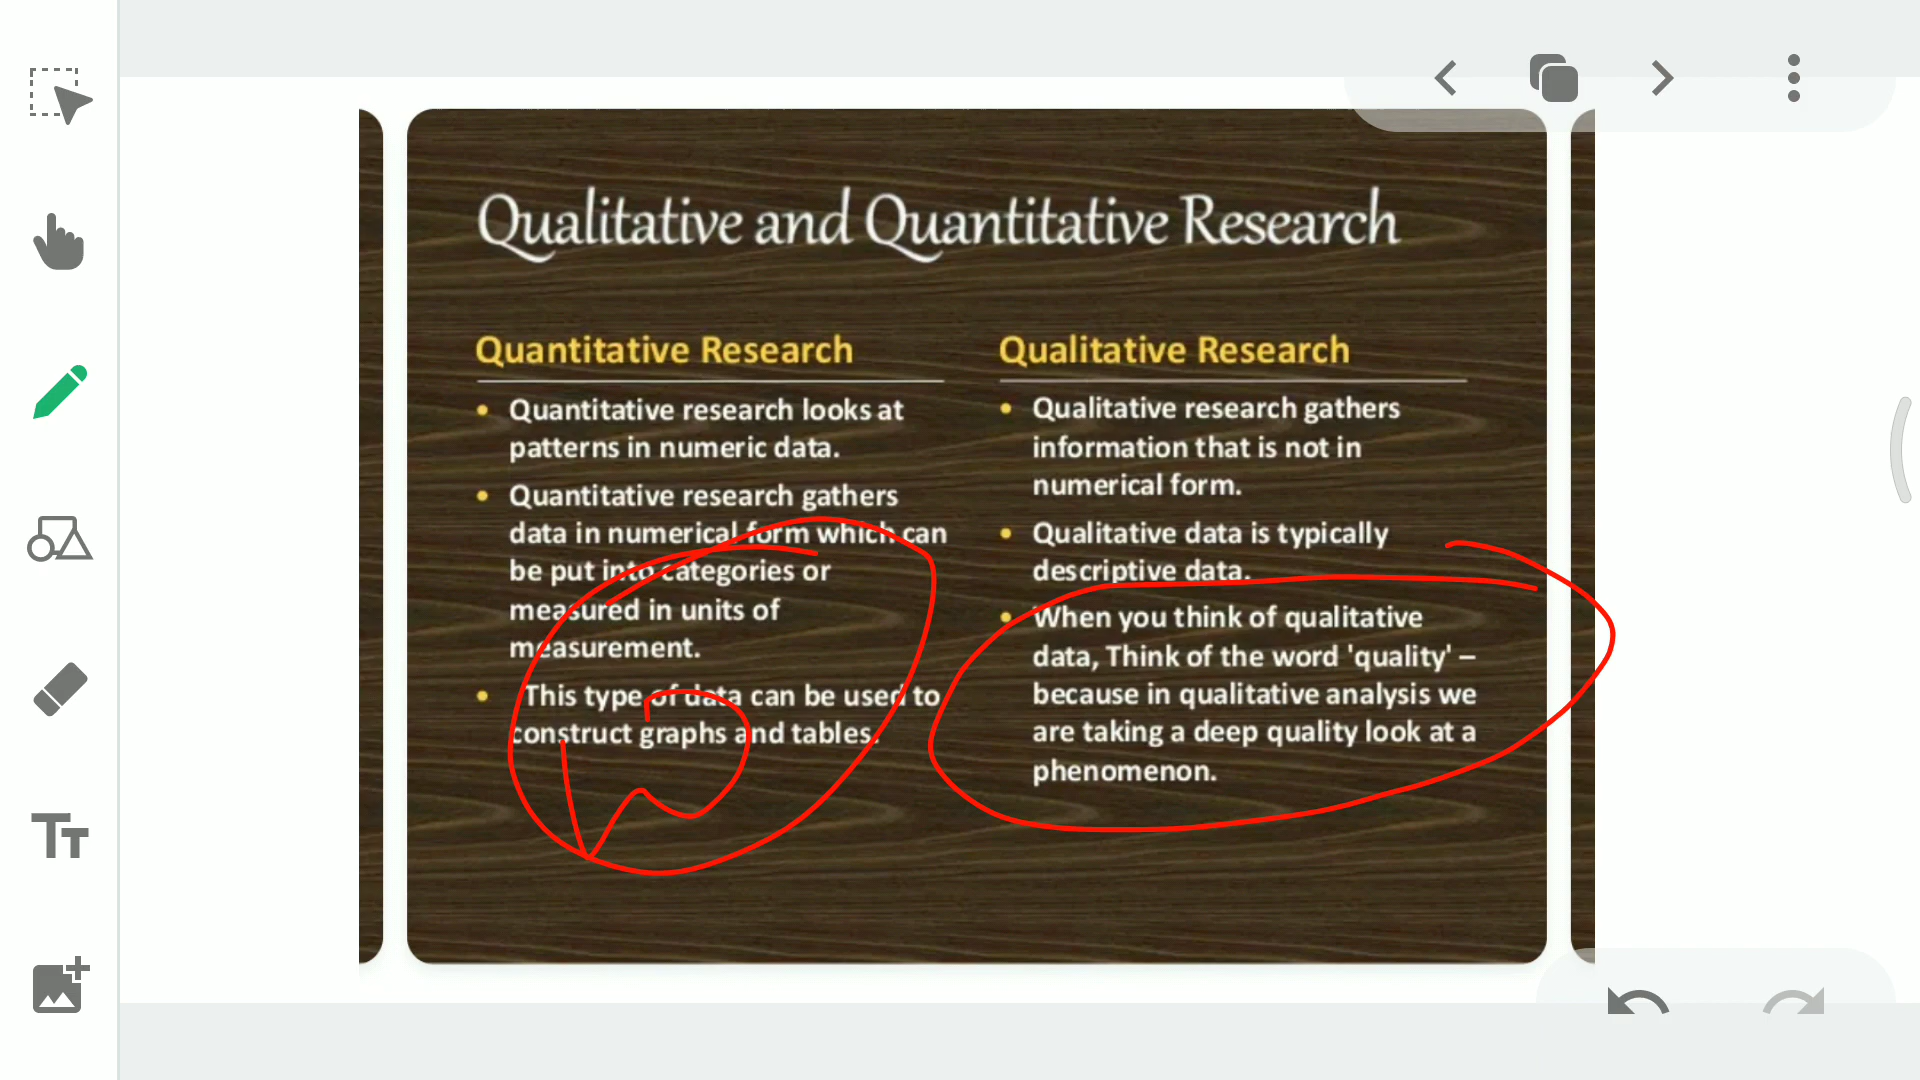 Qualitative and Quantitative Research
Quantitative Research
• Quantitative research looks at
patterns in numeric data.
• Quantitative research gathers
data in numerical form which can
be put into categories or
measured in units of
measurement.
• This type of data can be used to
construct graphs and tables.
Qualitative Research
• Qualitative research gathers
information that is not in
numerical form.
• Qualitative data is typically
descriptive data.
• When you think of qualitative
data, Think of the word 'quality' –
because in qualitative analysis we
are taking a deep quality look at a
phenomenon.
TT